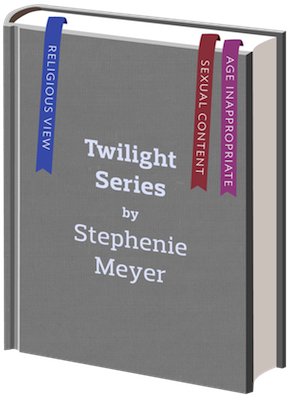 RELIGIOUS VIEW
SEXUAL CONTENT
AGE INAPPROPRIATE
Twilight
Series
by
Stephenie
Meyer